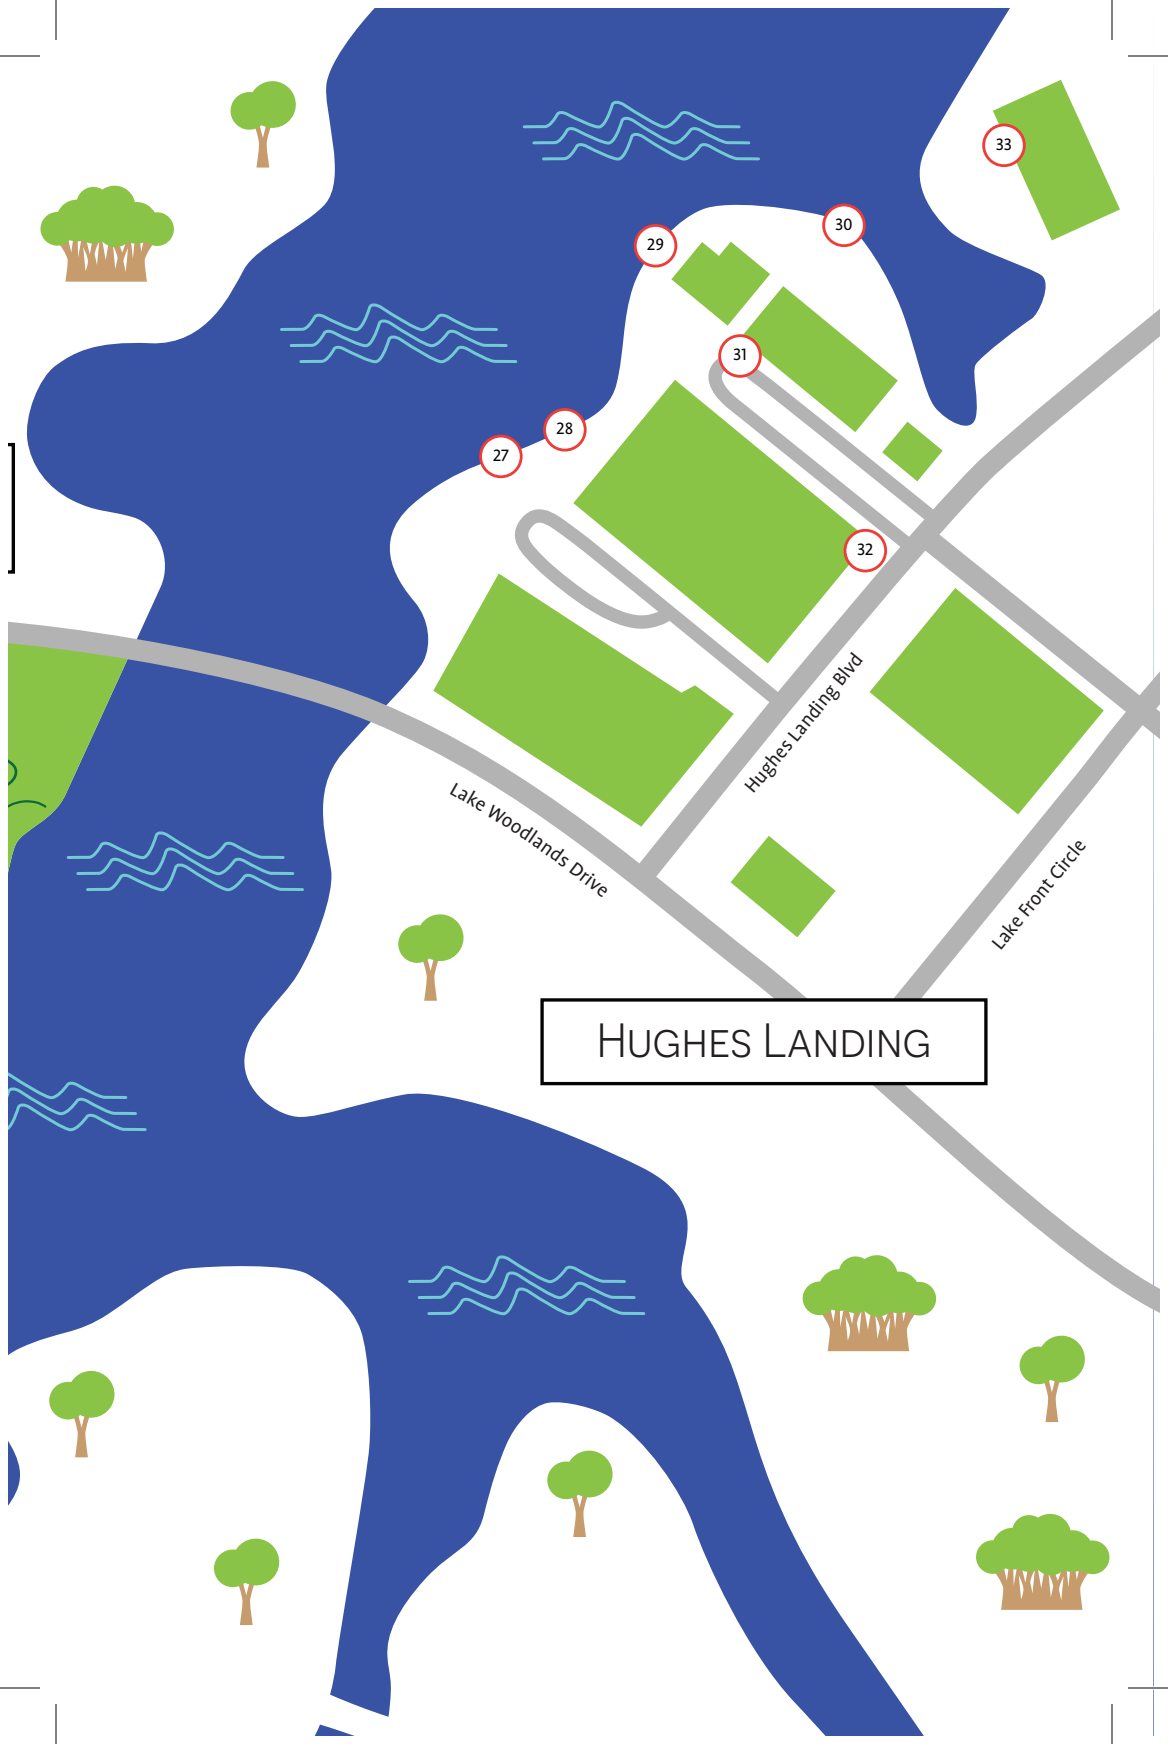 33
30
29
31
28
27
32
Hughes Landing Blvd
Lake Woodlands Drive
Lake Front Circle
HUGHES LANDING